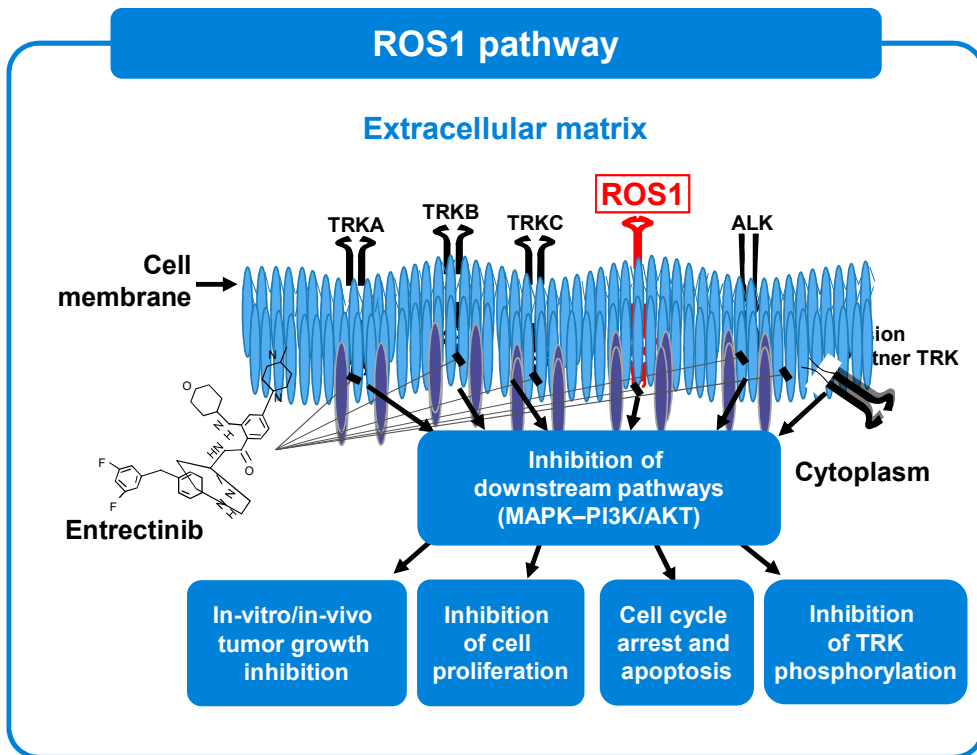 ROS1 pathway
Extracellular matrix
ROS1
TRKA
TRKB
TRKC
ALK
Cell
membrane
TRK
N
N
O
N
H
HN
O
F
F
N
N
H
Entrectinib
Cytoplasm
Inhibition of
downstream pathways
(MAPK–PI3K/AKT)
In-vitro/in-vivo
tumor growth
inhibition
Inhibition
of cell
proliferation
Cell cycle
arrest and
apoptosis
Inhibition
of TRK
phosphorylation